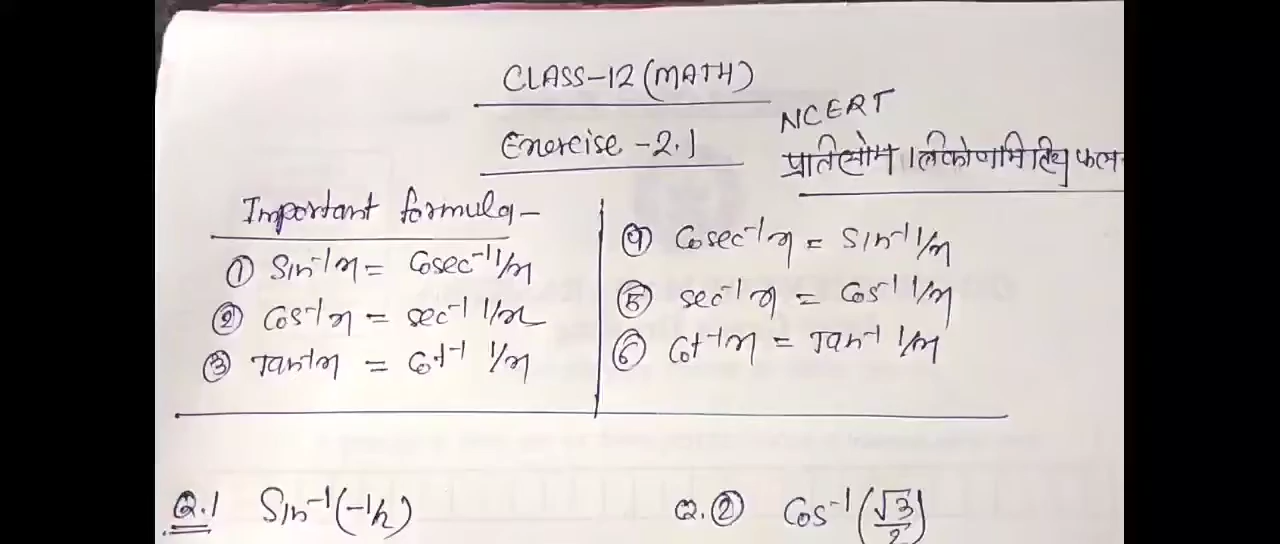 CLASS-12 (MATH)
Exercise - 2.1
NCERT
प्रतिलोम त्रिकोणमितीय फलन
Important formula -
① Sin⁻¹x = Cosec⁻¹ 1/x
② Cos⁻¹x = sec⁻¹ 1/x
③ Tan⁻¹x = Cot⁻¹ 1/x
④ Cosec⁻¹x = Sin⁻¹ 1/x
⑤ sec⁻¹x = Cos⁻¹ 1/x
⑥ Cot⁻¹x = Tan⁻¹ 1/x
Q.1 Sin⁻¹(-1/2)
Q.② Cos⁻¹(√3/2)